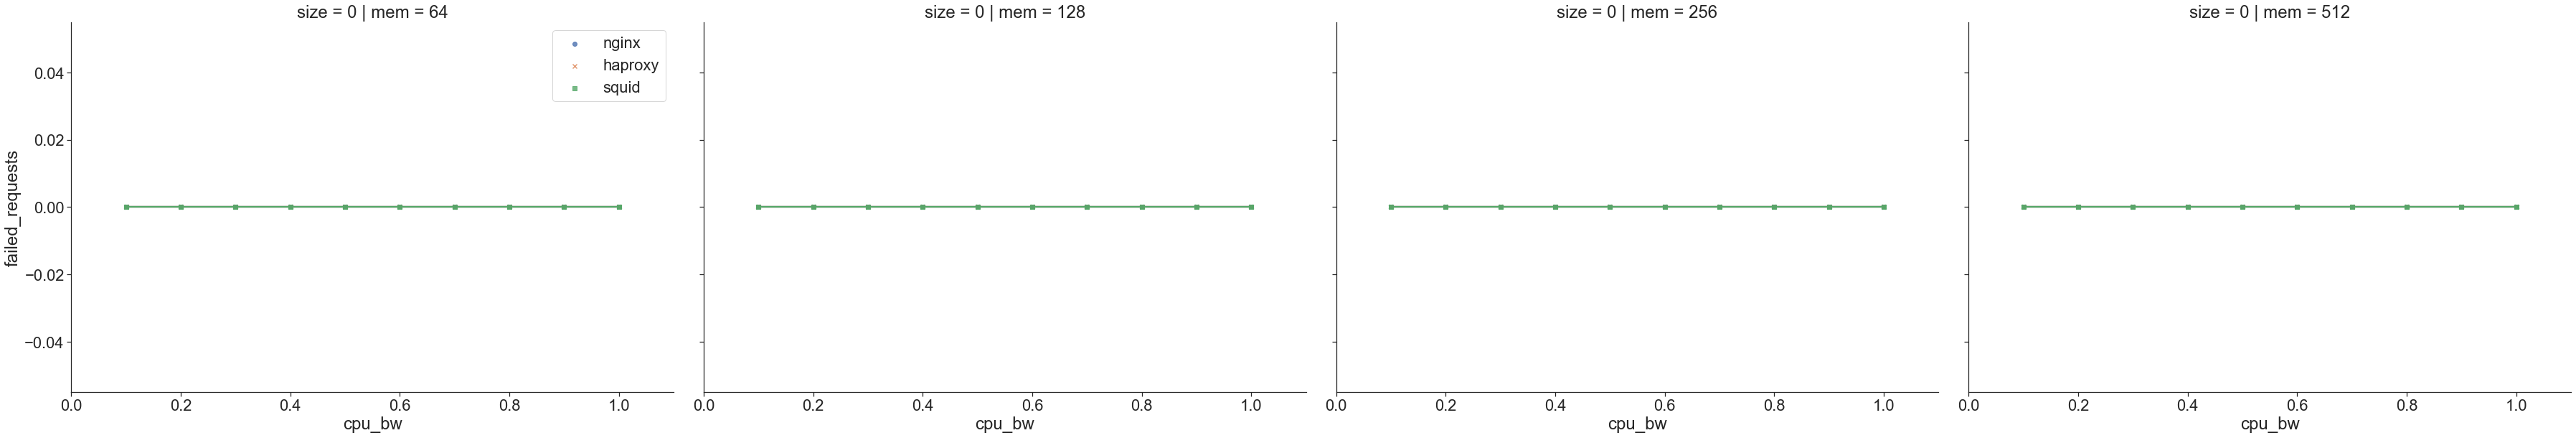 size = 0 | mem = 64
size = 0 | mem = 128
size = 0 | mem = 256
size = 0 | mem = 512
nginx
haproxy
squid
failed_requests
0.04
0.02
0.00
−0.02
−0.04
0.0 0.2 0.4 0.6 0.8 1.0
cpu_bw
0.0 0.2 0.4 0.6 0.8 1.0
cpu_bw
0.0 0.2 0.4 0.6 0.8 1.0
cpu_bw
0.0 0.2 0.4 0.6 0.8 1.0
cpu_bw